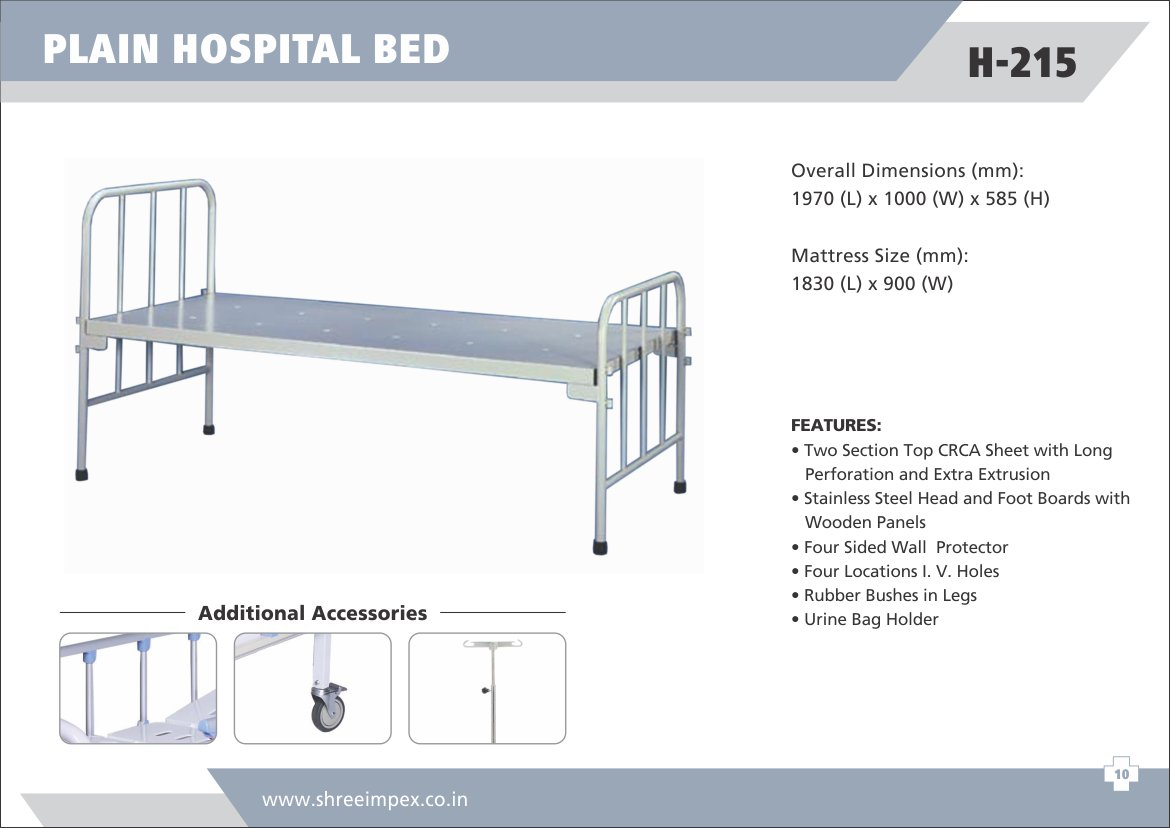 PLAIN HOSPITAL BED
H-215
Overall Dimensions (mm):
1970 (L) x 1000 (W) x 585 (H)
Mattress Size (mm):
1830 (L) x 900 (W)
FEATURES:
• Two Section Top CRCA Sheet with Long
Perforation and Extra Extrusion
• Stainless Steel Head and Foot Boards with
Wooden Panels
• Four Sided Wall  Protector
• Four Locations I. V. Holes
• Rubber Bushes in Legs
• Urine Bag Holder
Additional Accessories
www.shreeimpex.co.in
10